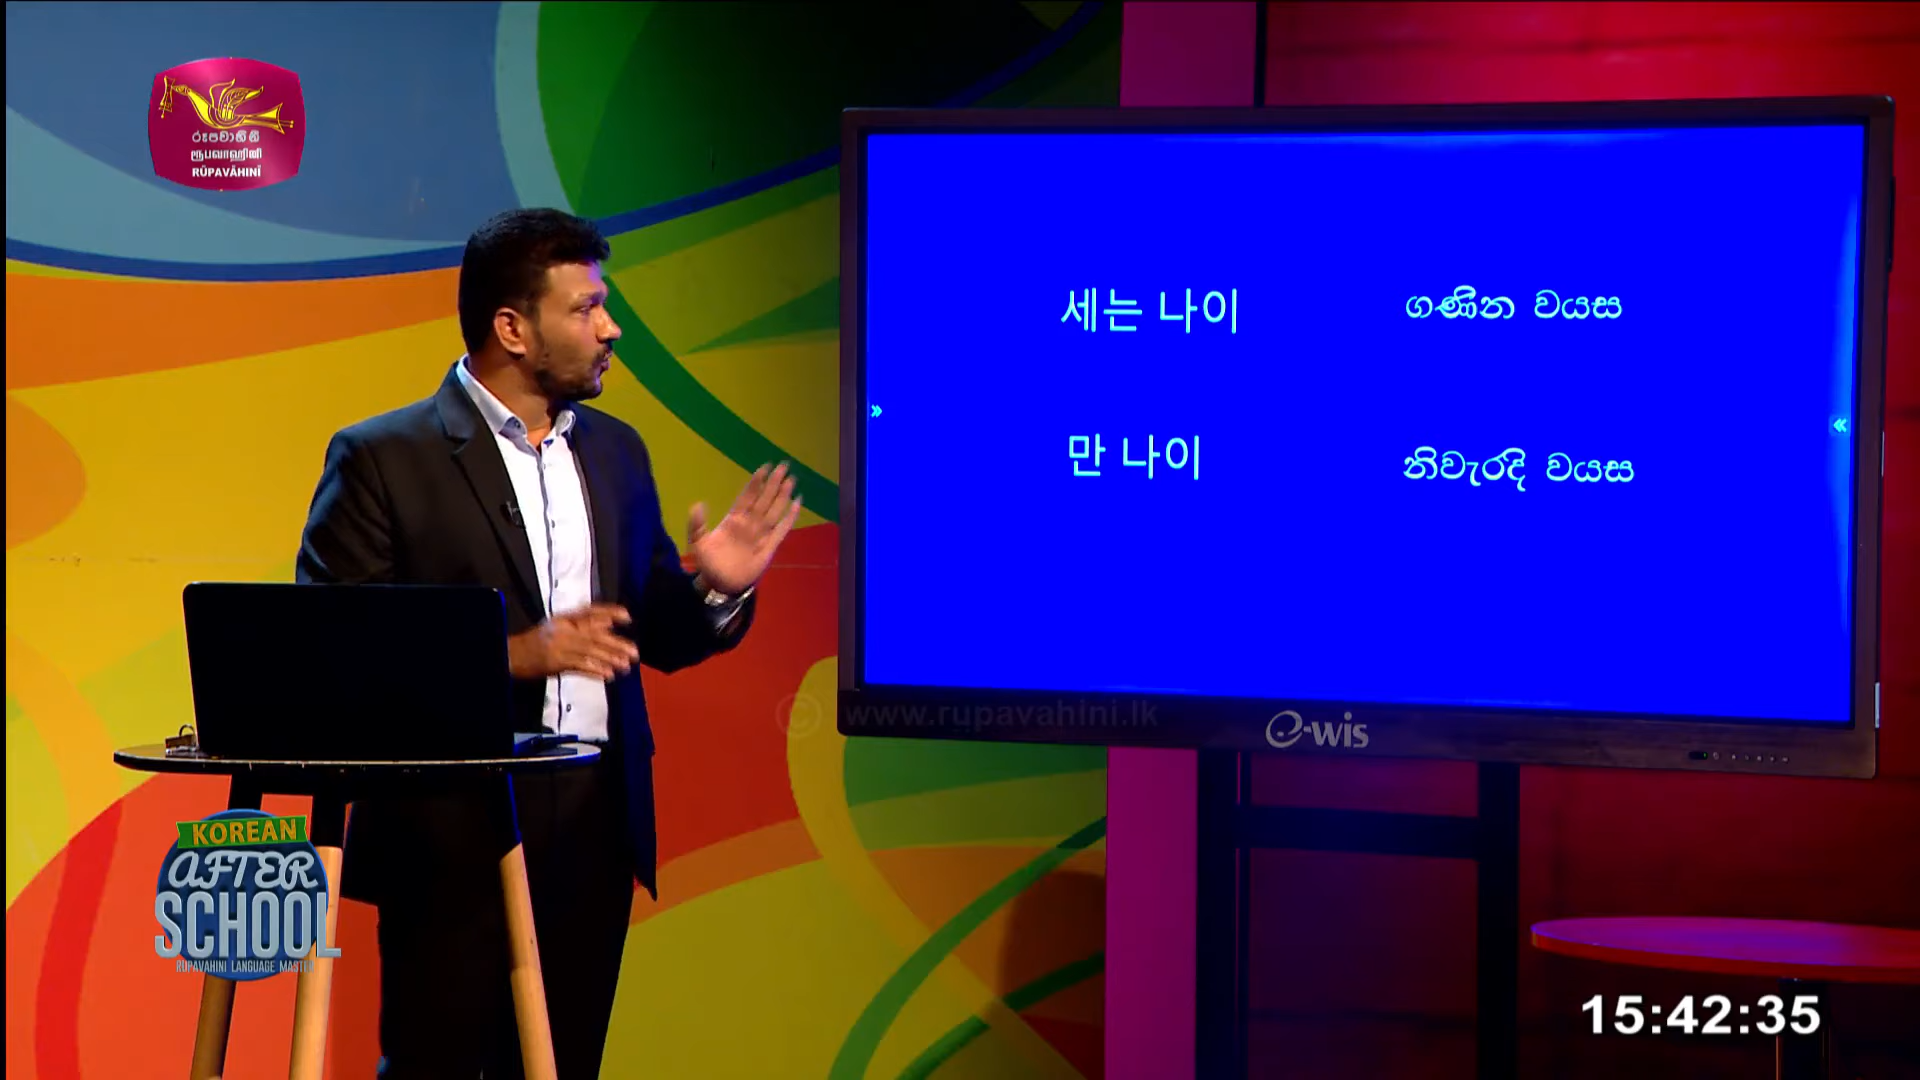 රූපවාහිනී
ரூபவாஹினி
RŪPAVĀHINĪ
세는 나이 ගණින වයස
만 나이 නිවැරදි වයස
»
«
© www.rupavahini.lk
e-wis
KOREAN
AFTER
SCHOOL
RUPAVAHINI LANGUAGE MASTER
15:42:35